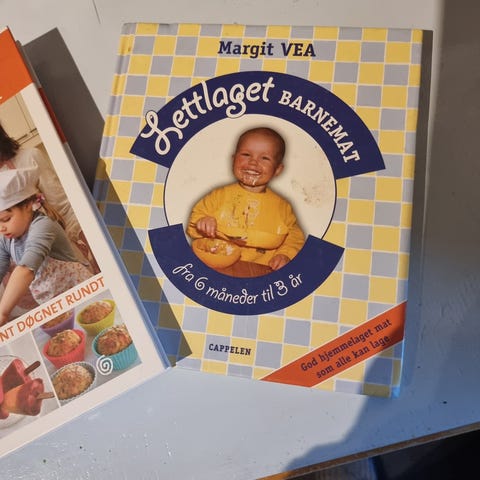 Margit VEA
Lettlaget BARNEMAT
fra 6 måneder til 3 år
CAPPELEN
God hjemmelaget mat
som alle kan lage
NT DØGNET RUNDT